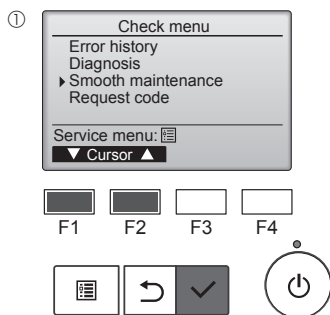 ①
Check menu
Error history
Diagnosis
Smooth maintenance
Request code
Service menu:
▼ Cursor ▲
F1 F2 F3 F4